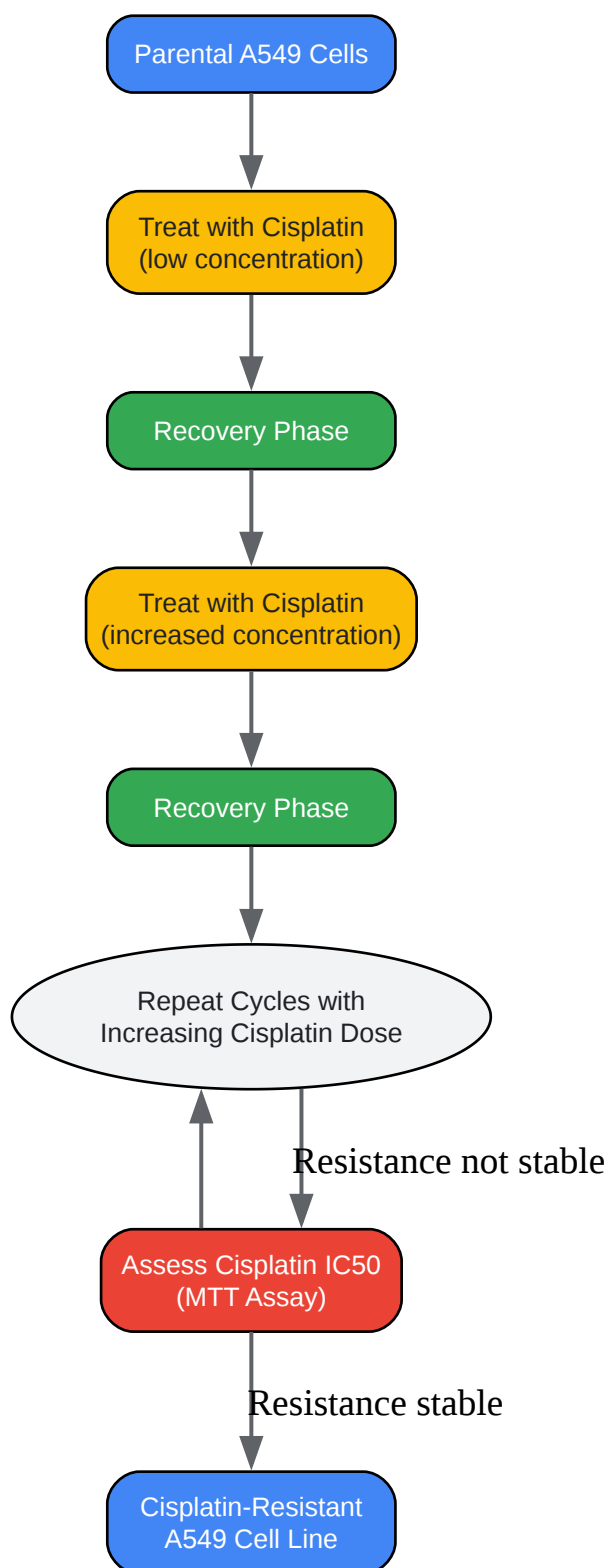 Parental A549 Cells
Treat with Cisplatin
(low concentration)
Recovery Phase
Treat with Cisplatin
(increased concentration)
Recovery Phase
Repeat Cycles with
Increasing Cisplatin Dose
Resistance not stable
Assess Cisplatin IC50
(MTT Assay)
Resistance stable
Cisplatin-Resistant
A549 Cell Line